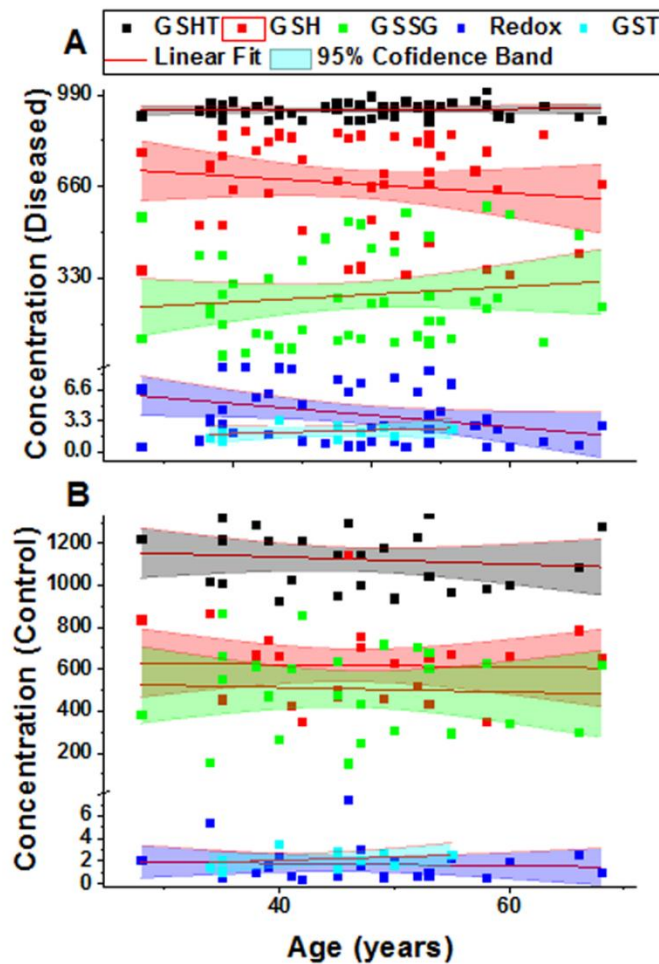 GSHT GSH GSSG Redox GST
Linear Fit 95% Cofidence Band
A
990
660
330
6.6
3.3
0.0
Concentration (Diseased)
B
1200
1000
800
600
400
200
6
4
2
0
Concentration (Control)
40 60
Age (years)